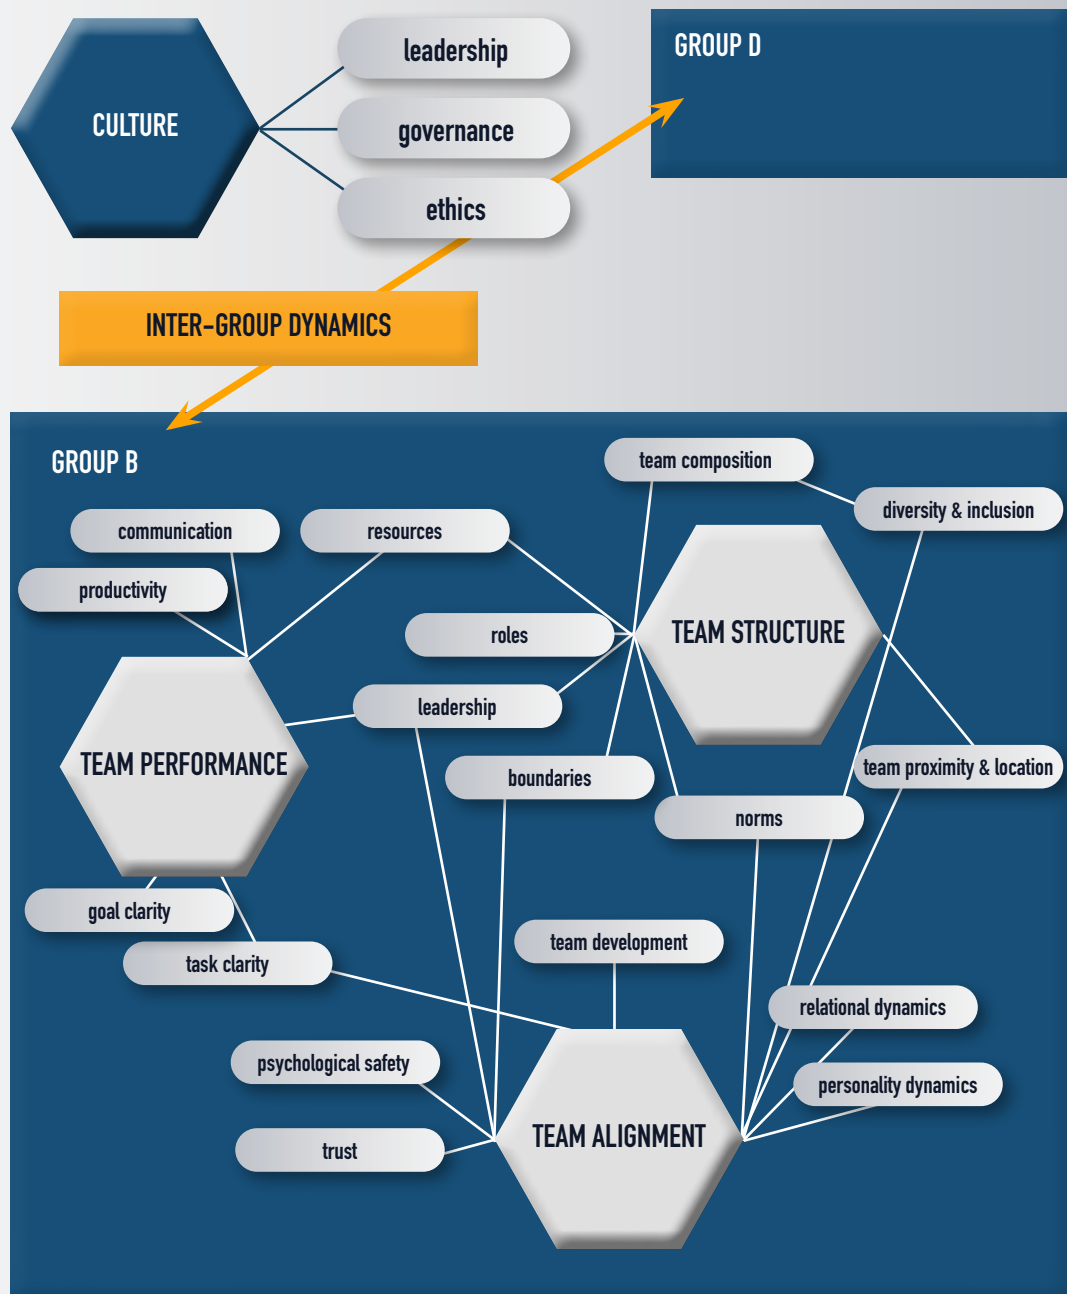 CULTURE
leadership
governance
ethics
GROUP D
INTER-GROUP DYNAMICS
GROUP B
team composition
diversity & inclusion
communication
resources
productivity
roles
TEAM STRUCTURE
leadership
TEAM PERFORMANCE
boundaries
team proximity & location
norms
goal clarity
team development
task clarity
relational dynamics
psychological safety
personality dynamics
TEAM ALIGNMENT
trust